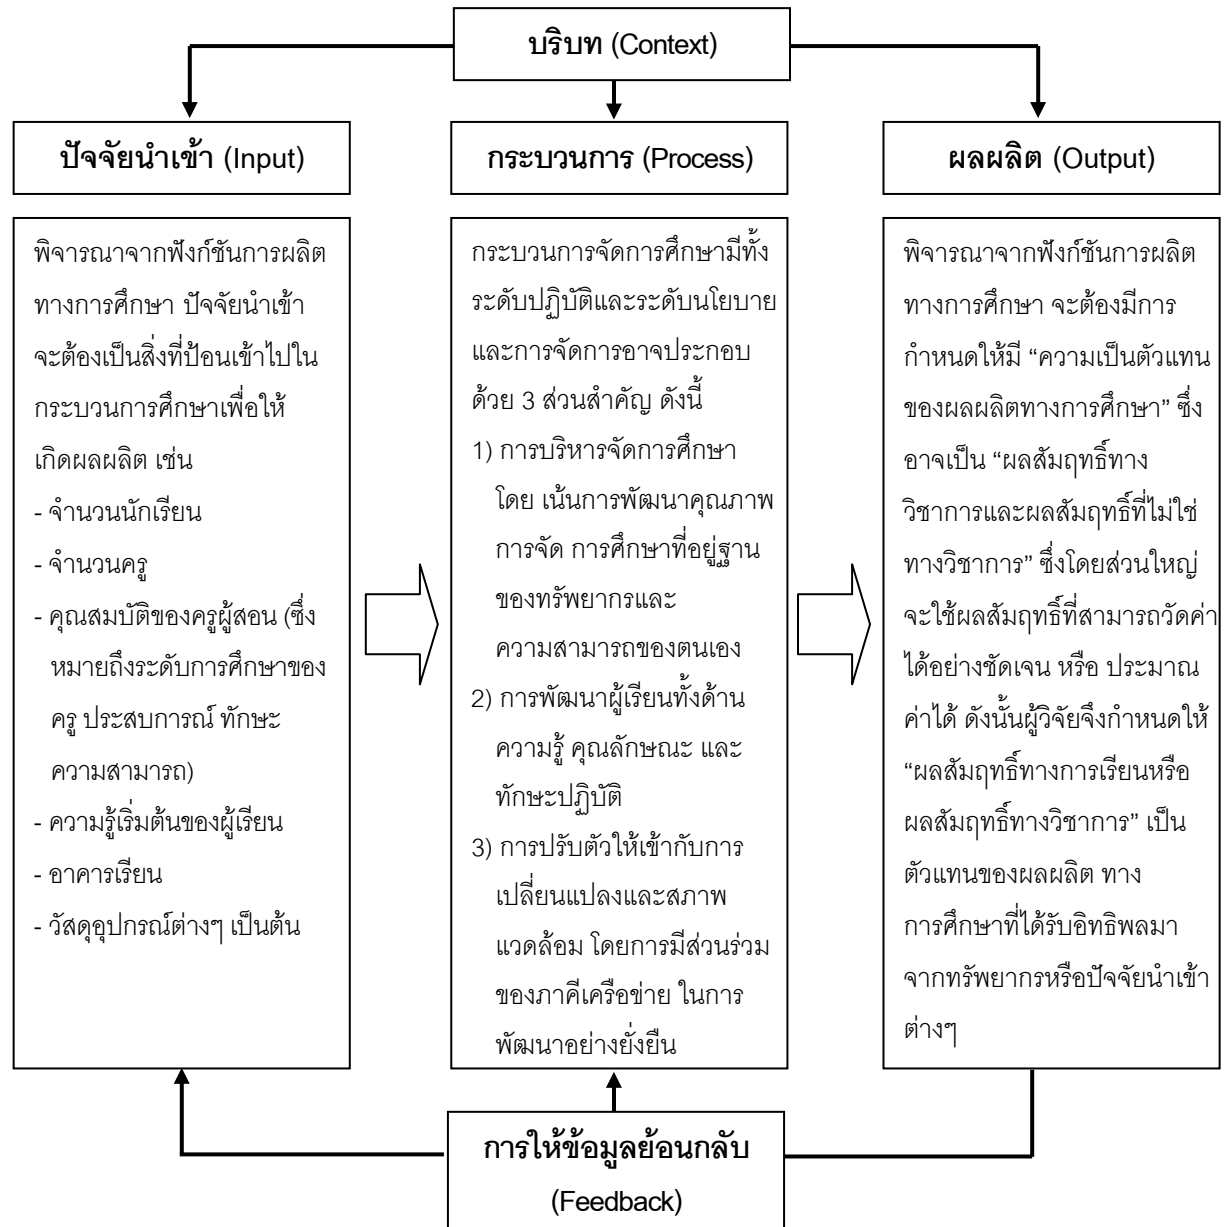 บริบท (Context)
ปัจจัยนำเข้า (Input)
กระบวนการ (Process)
ผลผลิต (Output)
พิจารณาจากฟังก์ชันการผลิต
ทางการศึกษา ปัจจัยนำเข้า
จะต้องเป็นสิ่งที่ป้อนเข้าไปใน
กระบวนการศึกษาเพื่อให้
เกิดผลผลิต เช่น
- จำนวนนักเรียน
- จำนวนครู
- คุณสมบัติของครูผู้สอน (ซึ่ง
หมายถึงระดับการศึกษาของ
ครู ประสบการณ์ ทักษะ
ความสามารถ)
- ความรู้เริ่มต้นของผู้เรียน
- อาคารเรียน
- วัสดุอุปกรณ์ต่างๆ เป็นต้น
กระบวนการจัดการศึกษามีทั้ง
ระดับปฏิบัติและระดับนโยบาย
และการจัดการอาจประกอบ
ด้วย 3 ส่วนสำคัญ ดังนี้
1) การบริหารจัดการศึกษา
โดย เน้นการพัฒนาคุณภาพ
การจัด การศึกษาที่อยู่ฐาน
ของทรัพยากรและ
ความสามารถของตนเอง
2) การพัฒนาผู้เรียนทั้งด้าน
ความรู้ คุณลักษณะ และ
ทักษะปฏิบัติ
3) การปรับตัวให้เข้ากับการ
เปลี่ยนแปลงและสภาพ
แวดล้อม โดยการมีส่วนร่วม
ของภาคีเครือข่าย ในการ
พัฒนาอย่างยั่งยืน
พิจารณาจากฟังก์ชันการผลิต
ทางการศึกษา จะต้องมีการ
กำหนดให้มี “ความเป็นตัวแทน
ของผลผลิตทางการศึกษา” ซึ่ง
อาจเป็น “ผลสัมฤทธิ์ทาง
วิชาการและผลสัมฤทธิ์ที่ไม่ใช่
ทางวิชาการ” ซึ่งโดยส่วนใหญ่
จะใช้ผลสัมฤทธิ์ที่สามารถวัดค่า
ได้อย่างชัดเจน หรือ ประมาณ
ค่าได้ ดังนั้นผู้วิจัยจึงกำหนดให้
“ผลสัมฤทธิ์ทางการเรียนหรือ
ผลสัมฤทธิ์ทางวิชาการ” เป็น
ตัวแทนของผลผลิต ทาง
การศึกษาที่ได้รับอิทธิพลมา
จากทรัพยากรหรือปัจจัยนำเข้า
ต่างๆ
การให้ข้อมูลย้อนกลับ
(Feedback)